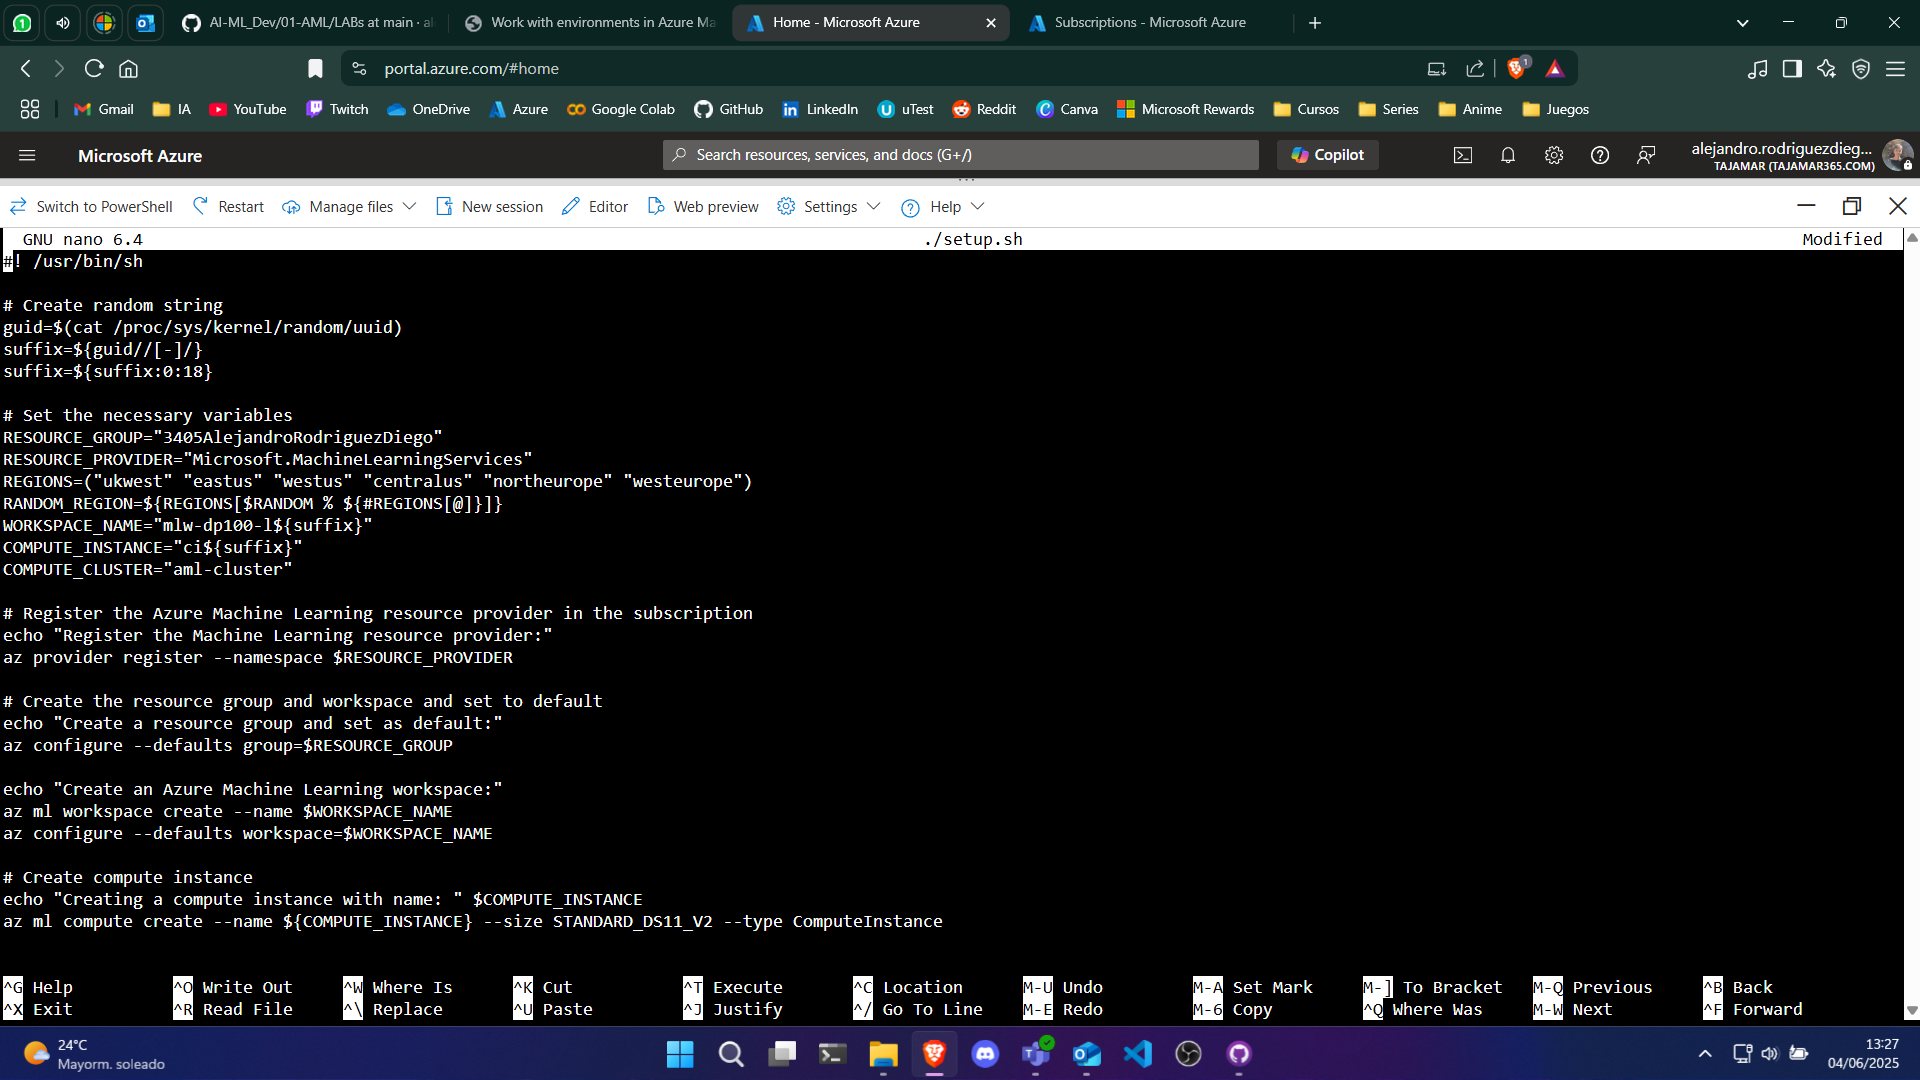 AI-ML_Dev/01-AML/LABs at main · al
Work with environments in Azure Ma
Home - Microsoft Azure
Subscriptions - Microsoft Azure
portal.azure.com/#home
1
Gmail
IA
YouTube
Twitch
OneDrive
Azure
Google Colab
GitHub
LinkedIn
uTest
Reddit
Canva
Microsoft Rewards
Cursos
Series
Anime
Juegos
Microsoft Azure
Search resources, services, and docs (G+/)
Copilot
alejandro.rodriguezdieg...
TAJAMAR (TAJAMAR365.COM)
Switch to PowerShell
Restart
Manage files
New session
Editor
Web preview
Settings
Help
GNU nano 6.4 ./setup.sh Modified
#! /usr/bin/sh
# Create random string
guid=$(cat /proc/sys/kernel/random/uuid)
suffix=${guid//[-]/}
suffix=${suffix:0:18}
# Set the necessary variables
RESOURCE_GROUP="3405AlejandroRodriguezDiego"
RESOURCE_PROVIDER="Microsoft.MachineLearningServices"
REGIONS=("ukwest" "eastus" "westus" "centralus" "northeurope" "westeurope")
RANDOM_REGION=${REGIONS[$RANDOM % ${#REGIONS[@]}]}
WORKSPACE_NAME="mlw-dp100-l${suffix}"
COMPUTE_INSTANCE="ci${suffix}"
COMPUTE_CLUSTER="aml-cluster"
# Register the Azure Machine Learning resource provider in the subscription
echo "Register the Machine Learning resource provider:"
az provider register --namespace $RESOURCE_PROVIDER
# Create the resource group and workspace and set to default
echo "Create a resource group and set as default:"
az configure --defaults group=$RESOURCE_GROUP
echo "Create an Azure Machine Learning workspace:"
az ml workspace create --name $WORKSPACE_NAME
az configure --defaults workspace=$WORKSPACE_NAME
# Create compute instance
echo "Creating a compute instance with name: " $COMPUTE_INSTANCE
az ml compute create --name ${COMPUTE_INSTANCE} --size STANDARD_DS11_V2 --type ComputeInstance
^G Help ^O Write Out ^W Where Is ^K Cut ^T Execute ^C Location M-U Undo M-A Set Mark M-] To Bracket M-Q Previous ^B Back
^X Exit ^R Read File ^\ Replace ^U Paste ^J Justify ^/ Go To Line M-E Redo M-6 Copy ^Q Where Was M-W Next ^F Forward
24°C
Mayorm. soleado
13:27
04/06/2025